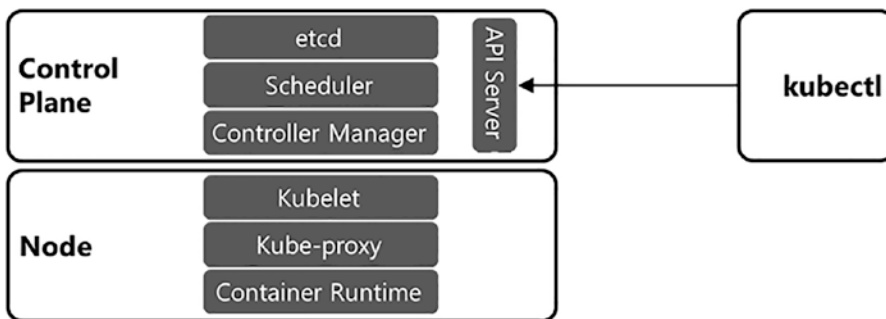 Control
Plane
etcd
Scheduler
Controller Manager
API Server
kubectl
Node
Kubelet
Kube-proxy
Container Runtime